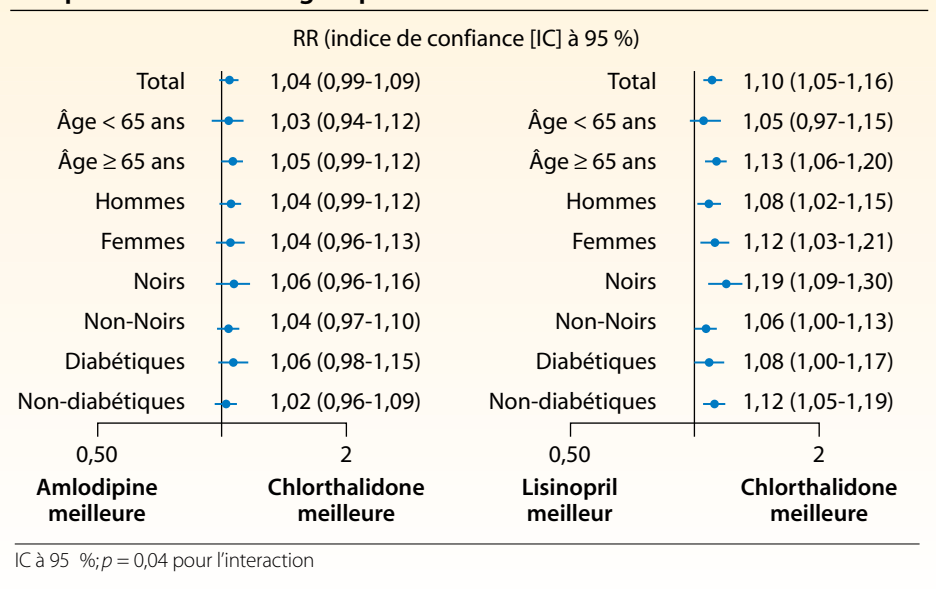 RR (indice de confiance [IC] à 95 %)
Total 1,04 (0,99-1,09) Total 1,10 (1,05-1,16)
Âge < 65 ans 1,03 (0,94-1,12) Âge < 65 ans 1,05 (0,97-1,15)
Âge ≥ 65 ans 1,05 (0,99-1,12) Âge ≥ 65 ans 1,13 (1,06-1,20)
Hommes 1,04 (0,99-1,12) Hommes 1,08 (1,02-1,15)
Femmes 1,04 (0,96-1,13) Femmes 1,12 (1,03-1,21)
Noirs 1,06 (0,96-1,16) Noirs 1,19 (1,09-1,30)
Non-Noirs 1,04 (0,97-1,10) Non-Noirs 1,06 (1,00-1,13)
Diabétiques 1,06 (0,98-1,15) Diabétiques 1,08 (1,00-1,17)
Non-diabétiques 1,02 (0,96-1,09) Non-diabétiques 1,12 (1,05-1,19)
0,50 2 0,50 2
Amlodipine Chlorthalidone Lisinopril Chlorthalidone
meilleure meilleure meilleur meilleure
IC à 95 %; p = 0,04 pour l'interaction